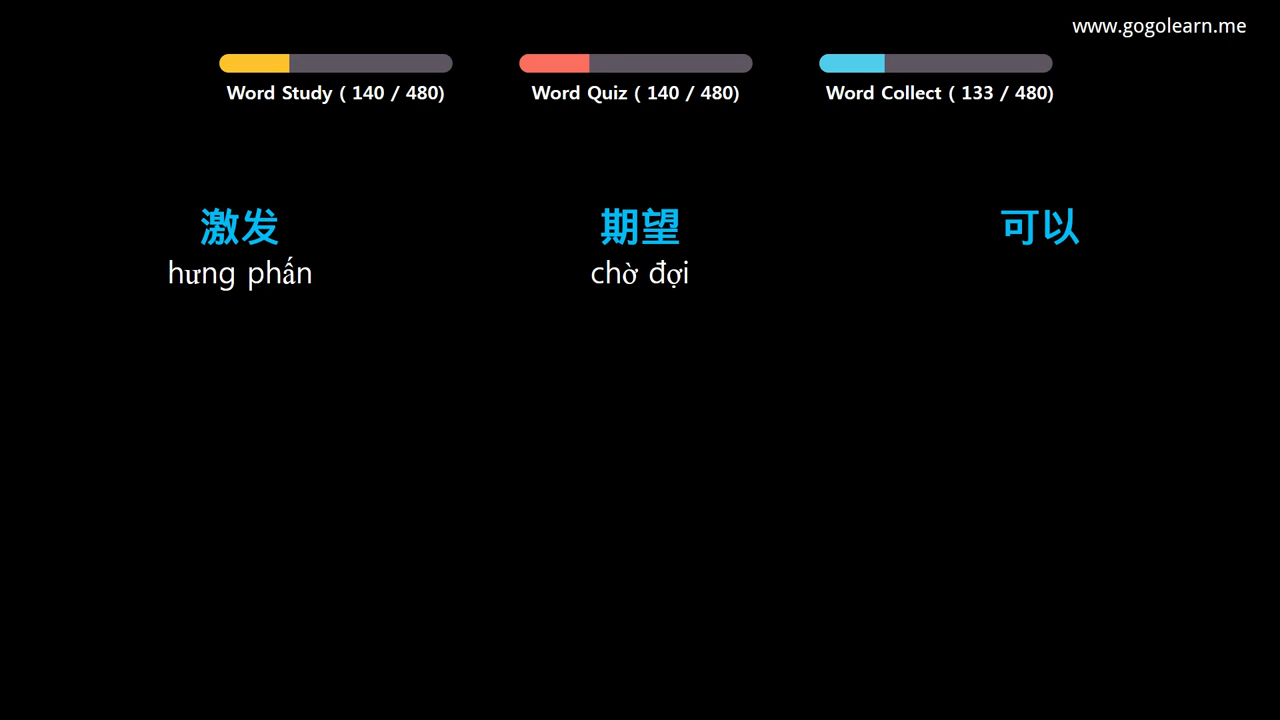 www.gogolearn.me
Word Study ( 140 / 480)
Word Quiz ( 140 / 480)
Word Collect ( 133 / 480)
激发
hưng phấn
期望
chờ đợi
可以